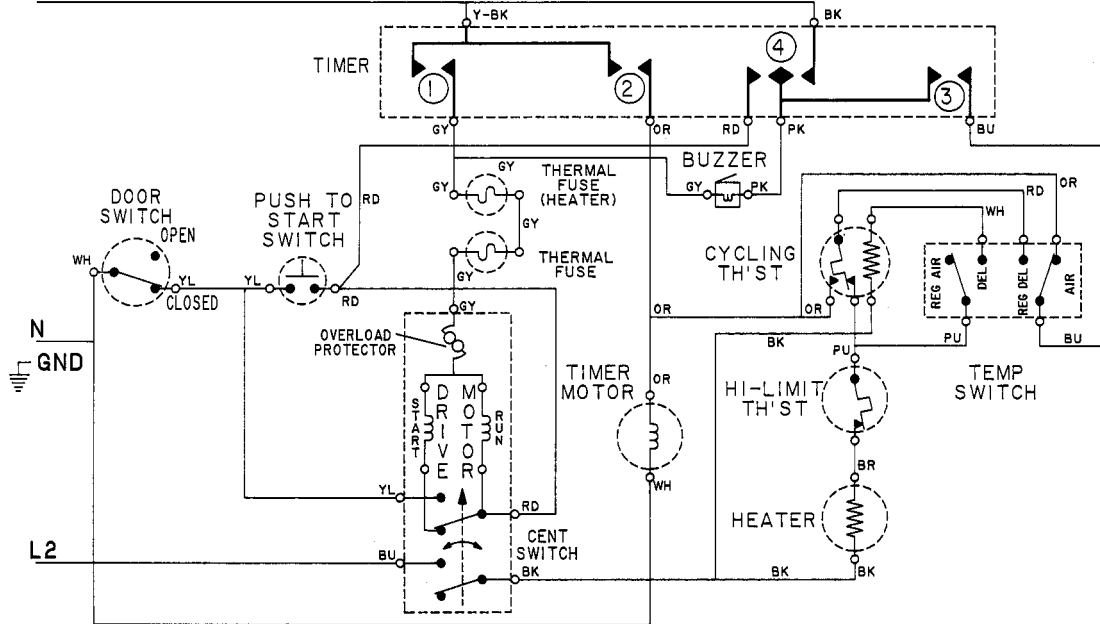 Y-BK
BK
TIMER
1
2
4
3
GY
OR
RD
PK
BU
BUZZER
GY
GY
PK
THERMAL
FUSE
(HEATER)
GY
GY
THERMAL
FUSE
GY
GY
DOOR
SWITCH
OPEN
WH
YL
CLOSED
PUSH TO
START
SWITCH
RD
YL
RD
N
GND
OVERLOAD
PROTECTOR
START
DRIVE
MOTOR
RUN
YL
RD
CENT
SWITCH
L2
BU
BK
TIMER
MOTOR
OR
OR
WH
CYCLING
TH'ST
OR
RD
OR
WH
REG AIR
DEL
REG DEL
AIR
PU
BU
BK
PU
TEMP
SWITCH
HI-LIMIT
TH'ST
BR
HEATER
BK
BK